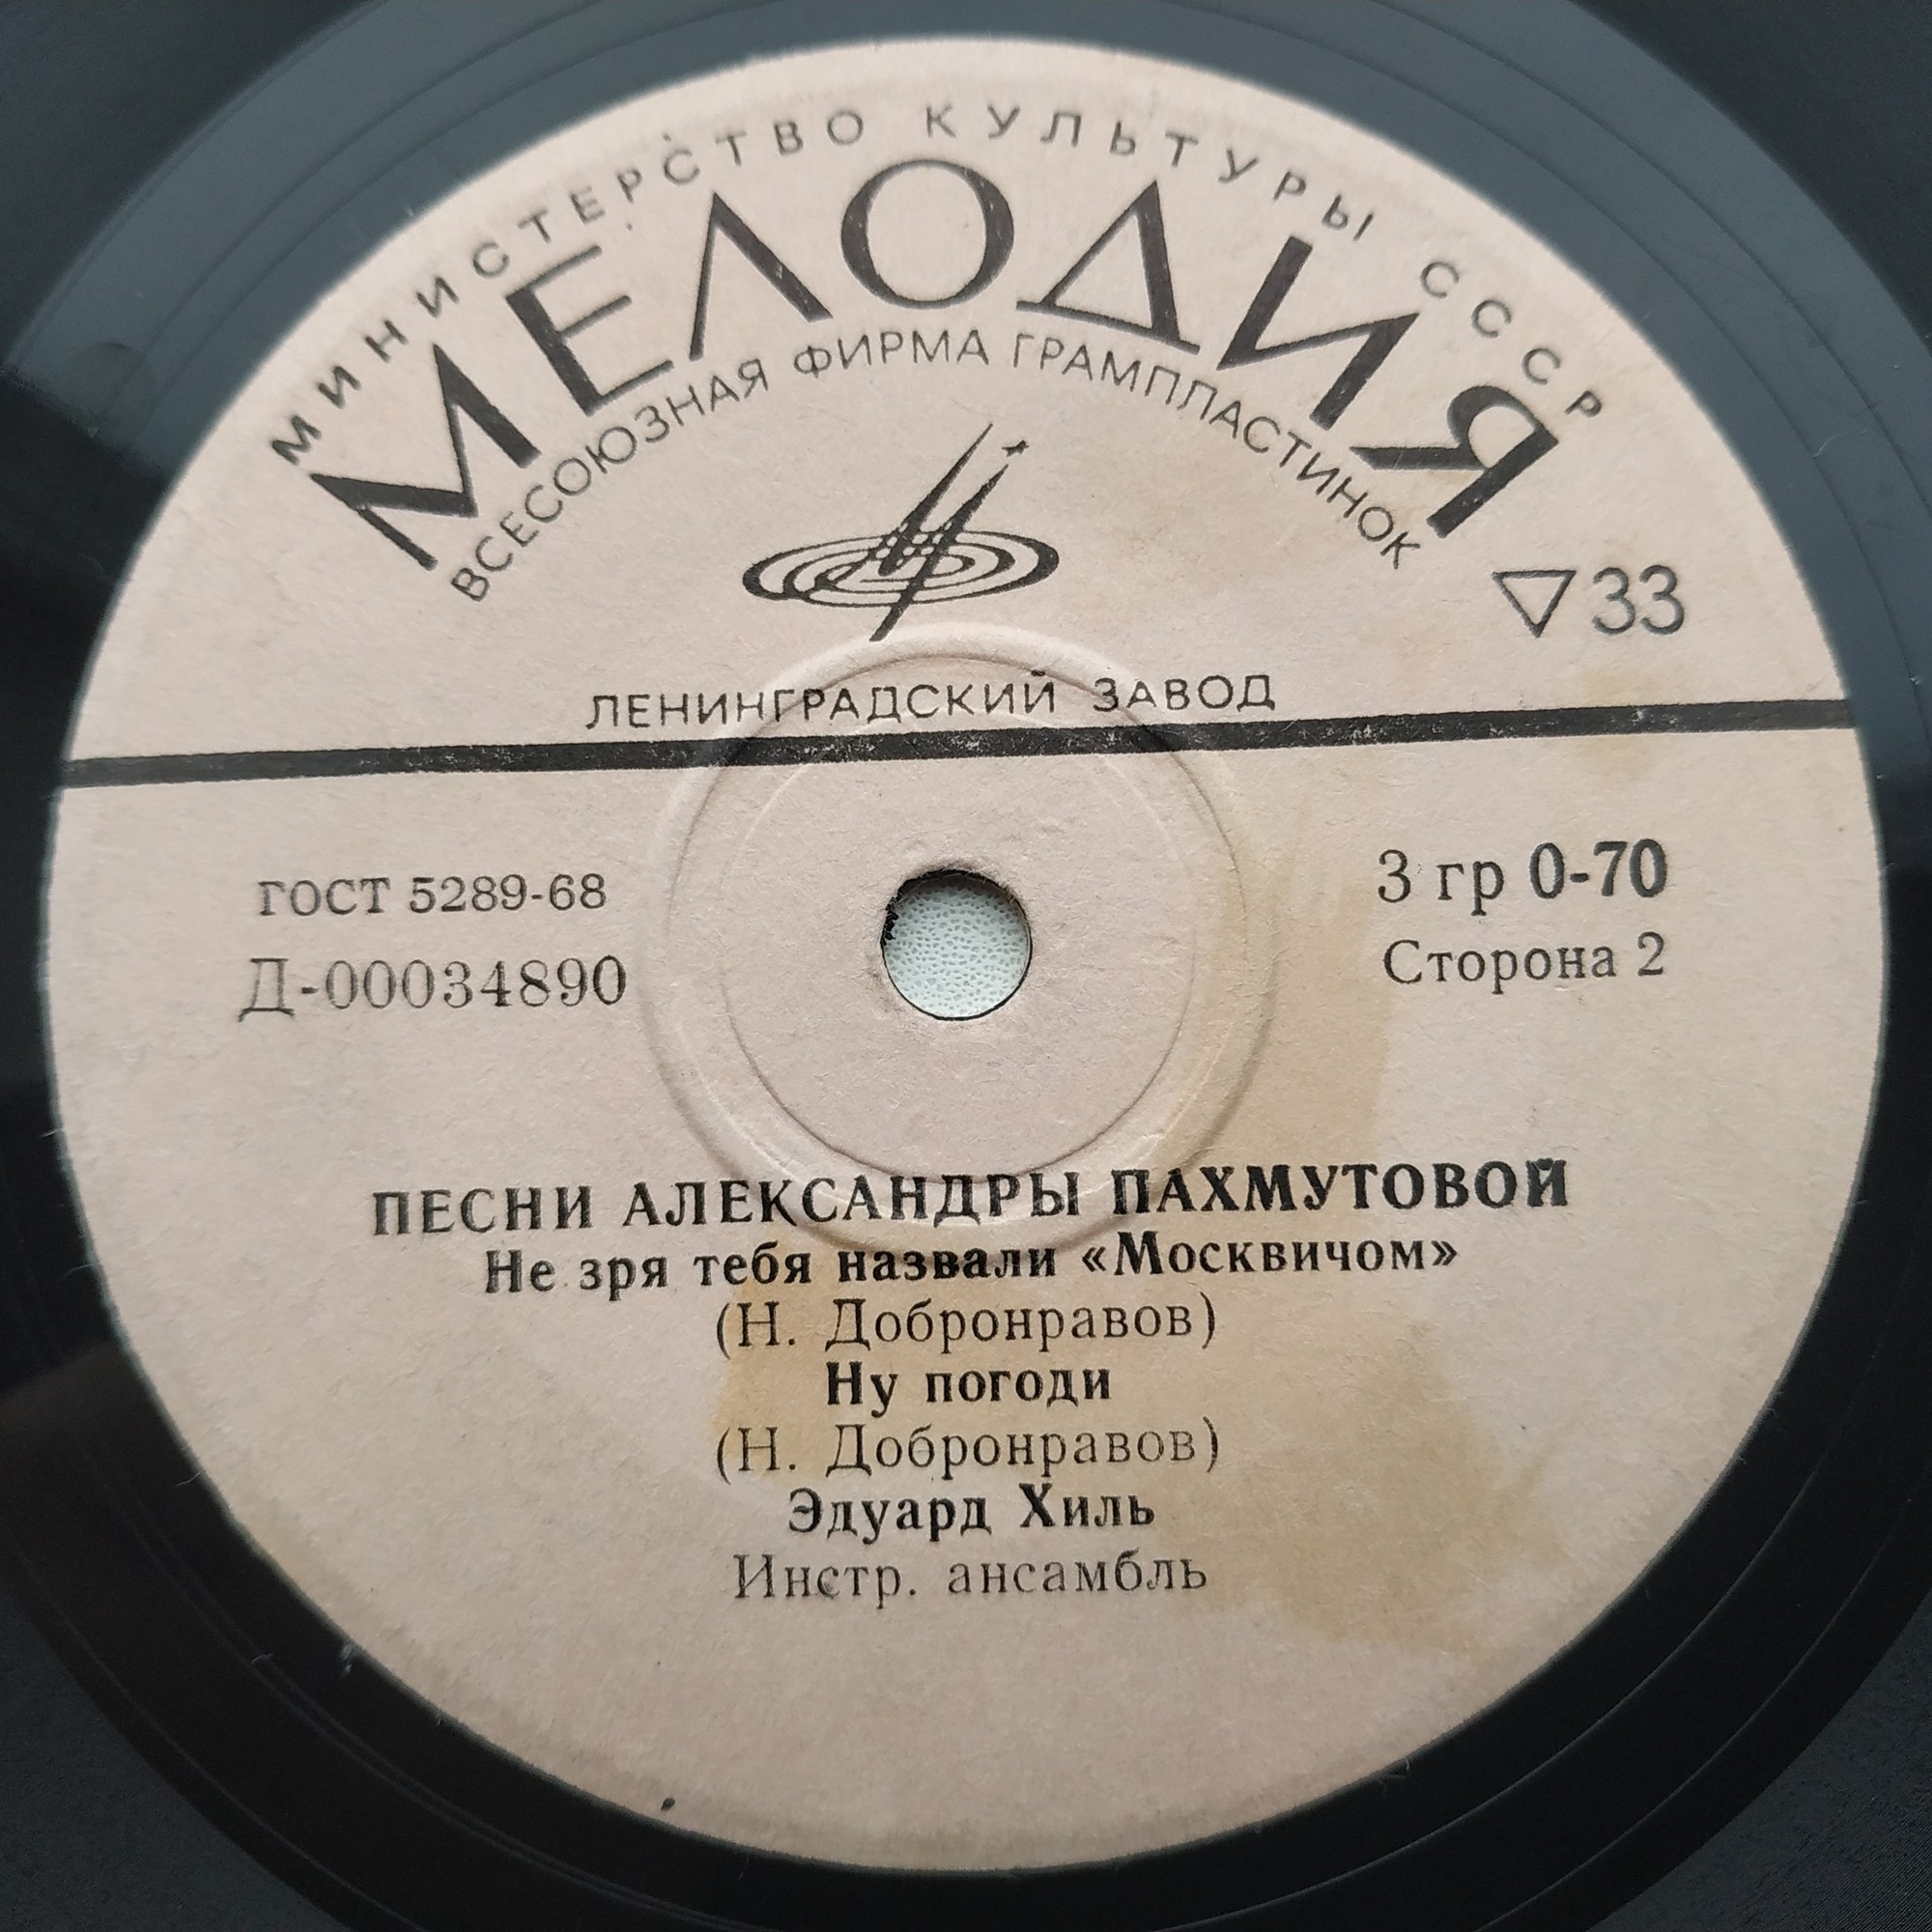 МИНИСТЕРСТВО КУЛЬТУРЫ СССР
МЕЛОДИЯ
ВСЕСОЮЗНАЯ ФИРМА ГРАМПЛАСТИНОК
33
ЛЕНИНГРАДСКИЙ ЗАВОД
ГОСТ 5289-68
3 гр 0-70
Д-00034890
Сторона 2
ПЕСНИ АЛЕКСАНДРЫ ПАХМУТОВОЙ
Не зря тебя назвали «Москвичом»
(Н. Добронравов)
Ну погоди
(Н. Добронравов)
Эдуард Хиль
Инстр. ансамбль